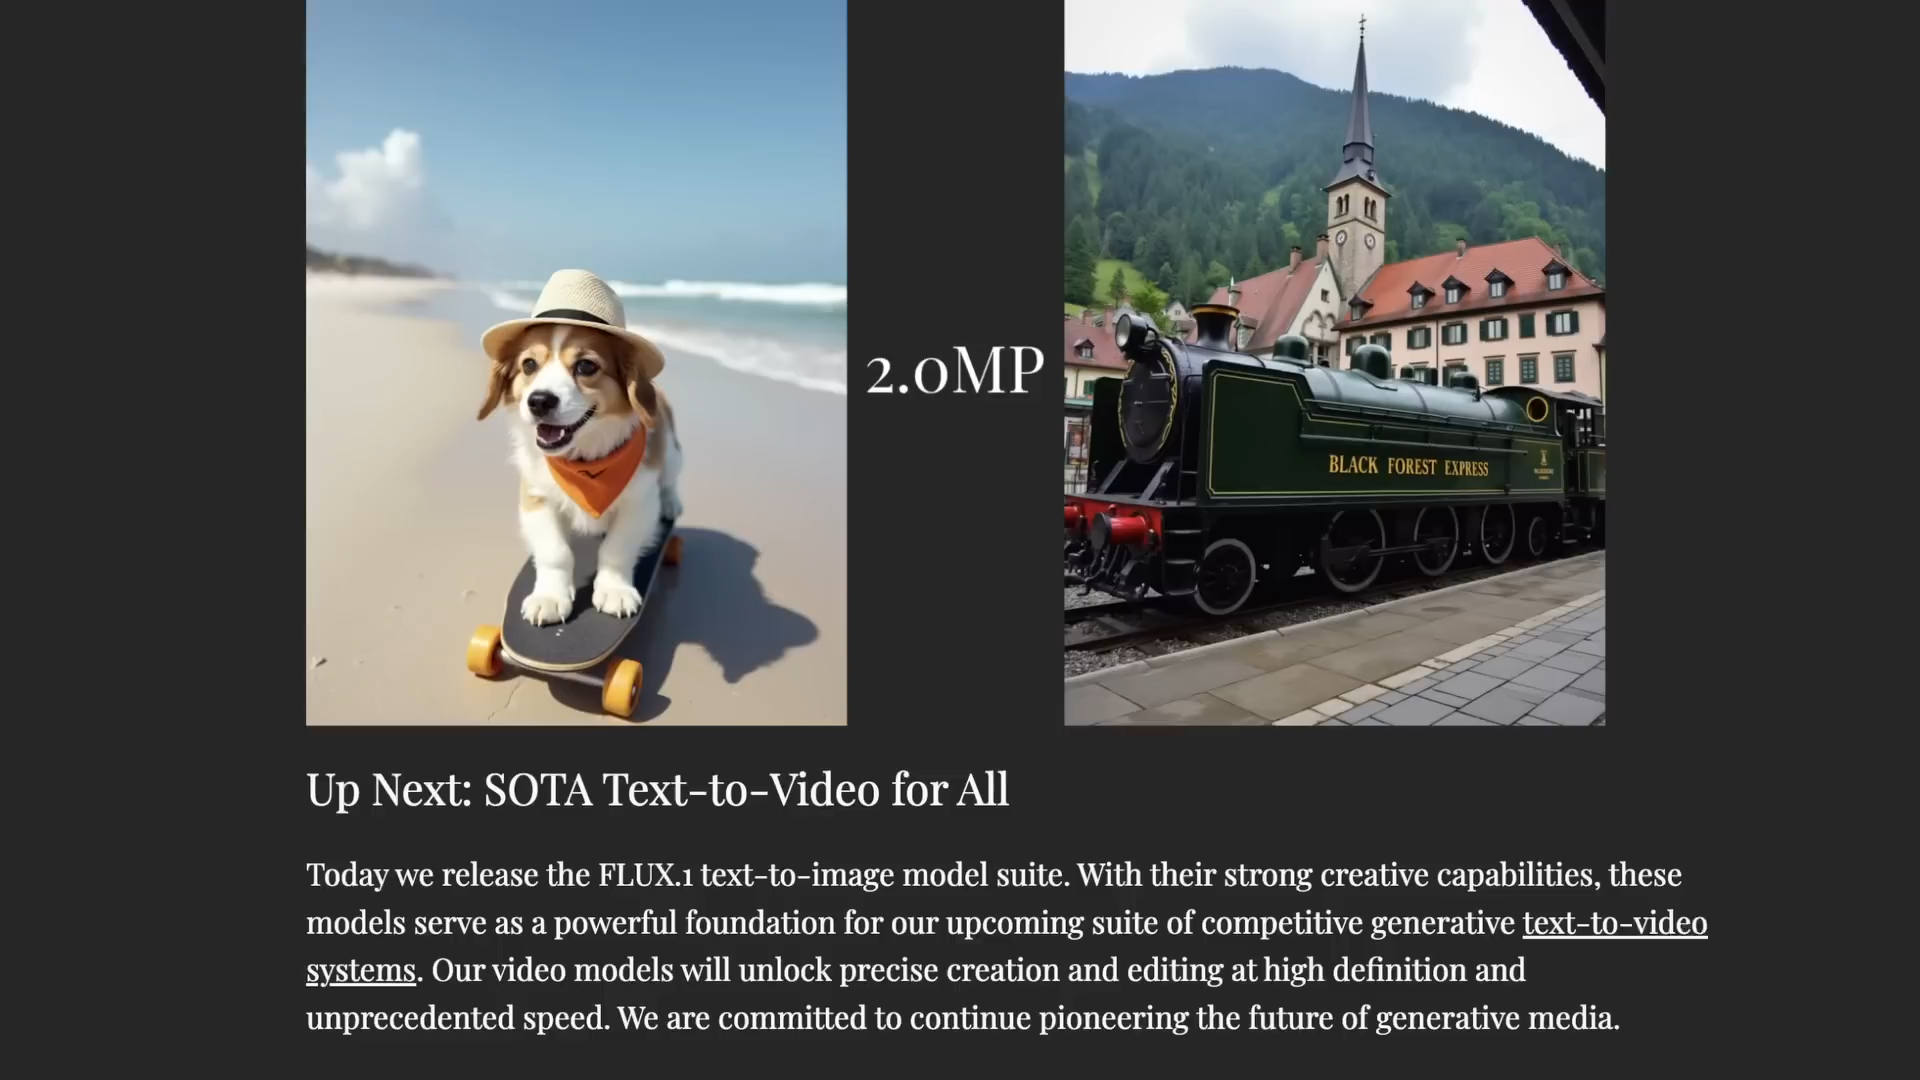 2.0MP
BLACK FOREST EXPRESS
Up Next: SOTA Text-to-Video for All
Today we release the FLUX.1 text-to-image model suite. With their strong creative capabilities, these
models serve as a powerful foundation for our upcoming suite of competitive generative text-to-video
systems. Our video models will unlock precise creation and editing at high definition and
unprecedented speed. We are committed to continue pioneering the future of generative media.